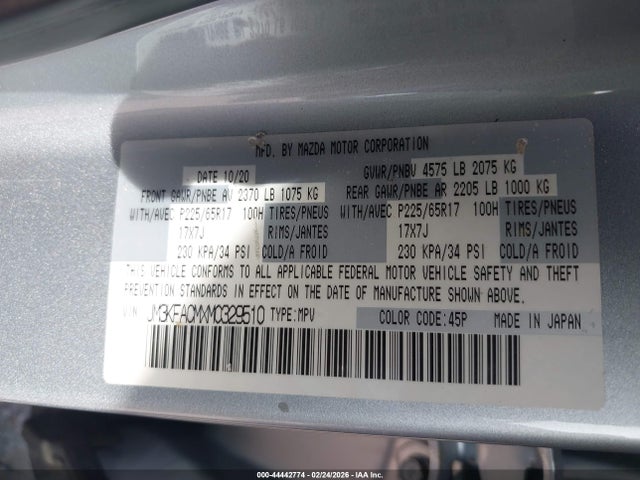 MFD. BY MAZDA MOTOR CORPORATION
DATE 10/20 GVWR/PNBV 4575 LB 2075 KG
FRONT GAWR/PNBE AV 2370 LB 1075 KG REAR GAWR/PNBE AR 2205 LB 1000 KG
WITH/AVEC P225/65R17 100H TIRES/PNEUS WITH/AVEC P225/65R17 100H TIRES/PNEUS
17X7J RIMS/JANTES 17X7J RIMS/JANTES
230 KPA/34 PSI COLD/A FROID 230 KPA/34 PSI COLD/A FROID
THIS VEHICLE CONFORMS TO ALL APPLICABLE FEDERAL MOTOR VEHICLE SAFETY AND THEFT
PREVENTION STANDARDS IN EFFECT ON THE DATE OF MANUFACTURE SHOWN ABOVE.
VIN: JM3KFACMXM0329510 TYPE:MPV COLOR CODE:45P MADE IN JAPAN
000-44442774 - 02/24/2026 - IAA Inc.